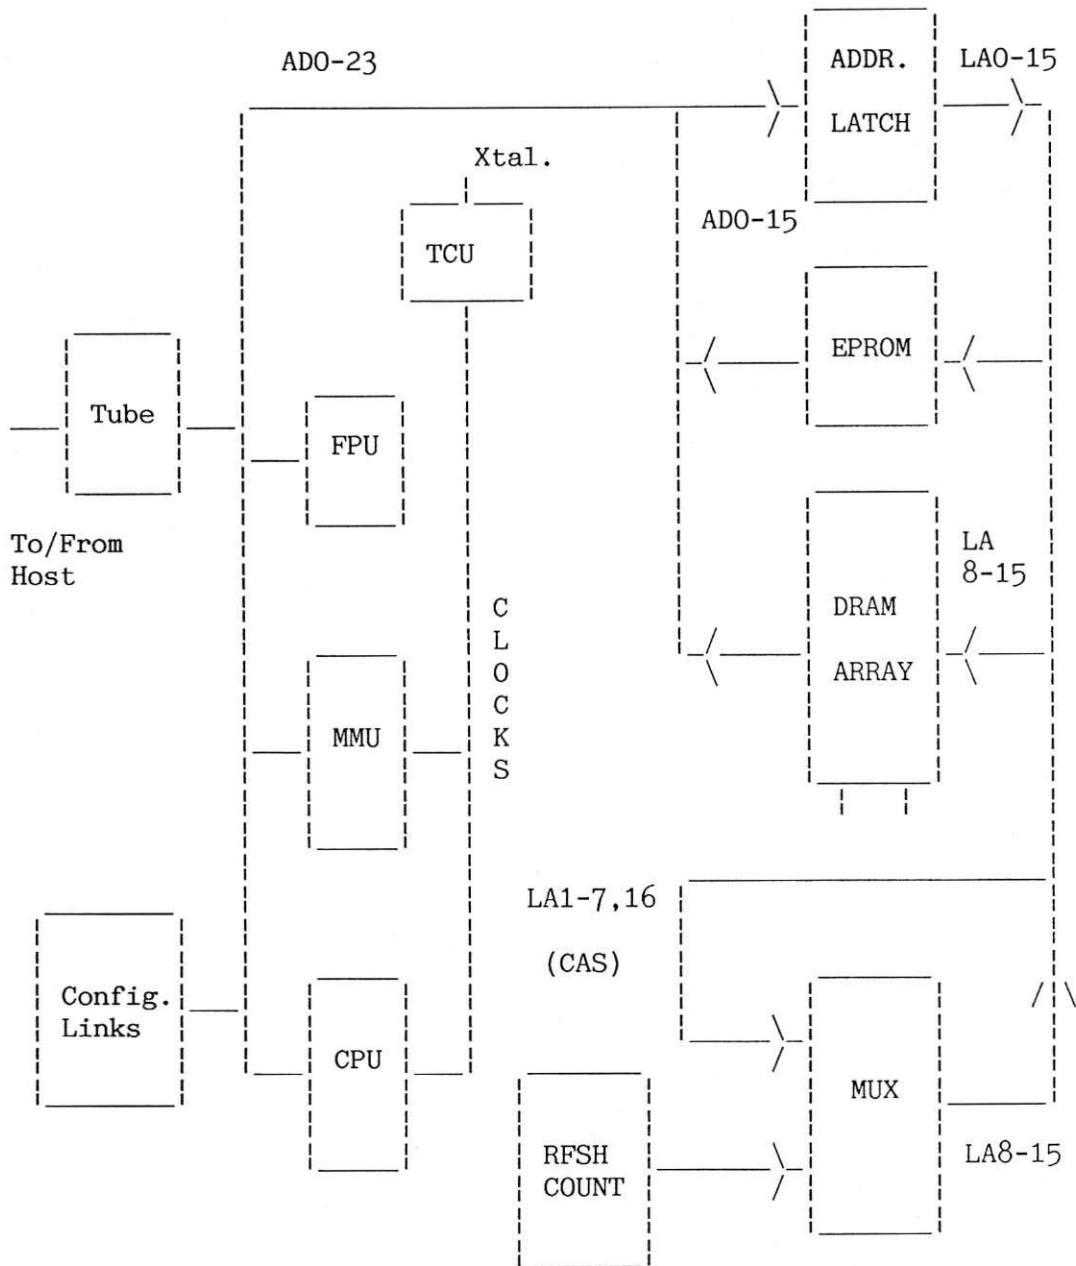 AD0-23
ADDR.
LATCH
LA0-15
Xtal.
TCU
AD0-15
EPROM
Tube
FPU
To/From
Host
LA
8-15
DRAM
ARRAY
C
L
O
C
K
S
MMU
LA1-7,16
(CAS)
Config.
Links
CPU
MUX
RFSH
COUNT
LA8-15